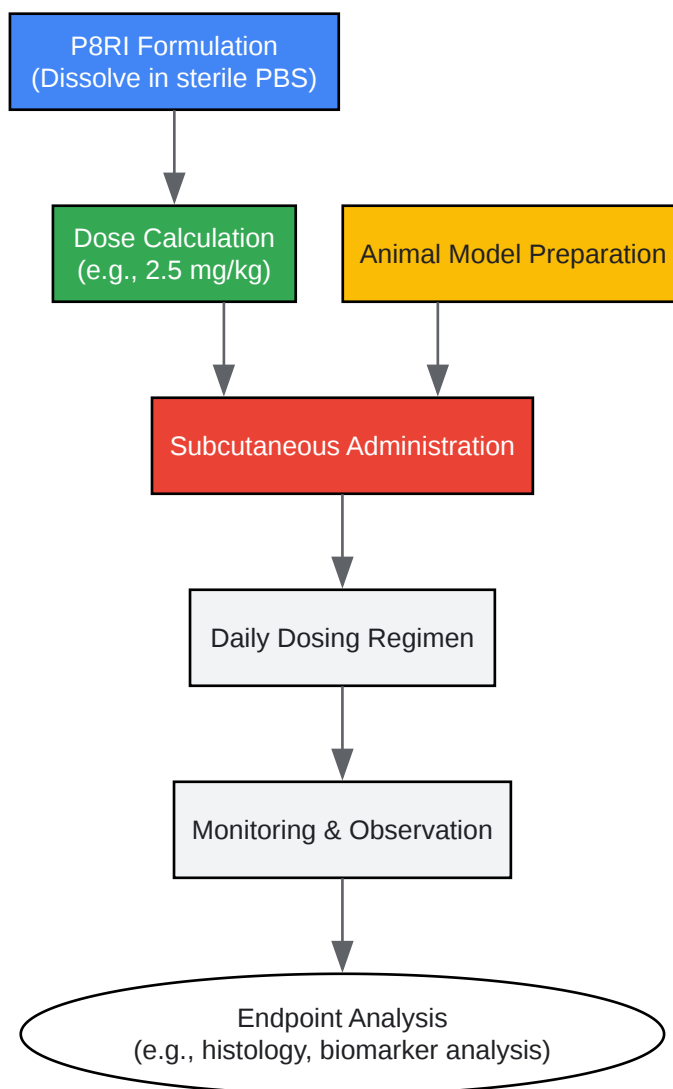 P8RI Formulation
(Dissolve in sterile PBS)
Dose Calculation
(e.g., 2.5 mg/kg)
Animal Model Preparation
Subcutaneous Administration
Daily Dosing Regimen
Monitoring & Observation
Endpoint Analysis
(e.g., histology, biomarker analysis)